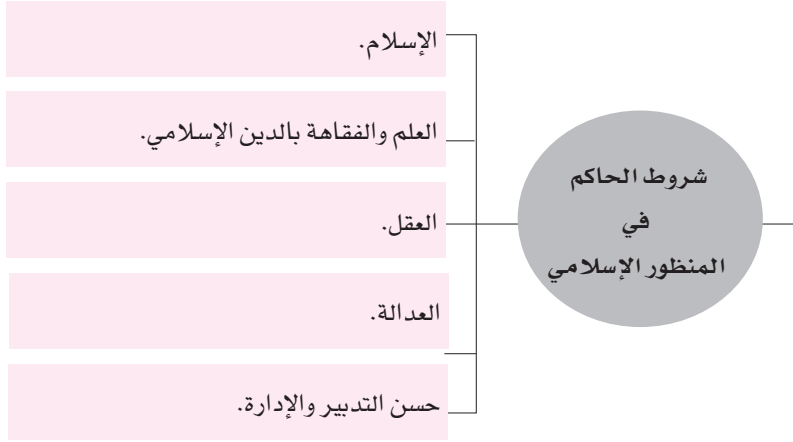 شروط الحاكم
في
المنظور الإسلامي
الإسلام.
العلم والفقاهة بالدين الإسلامي.
العقل.
العدالة.
حسن التدبير والإدارة.